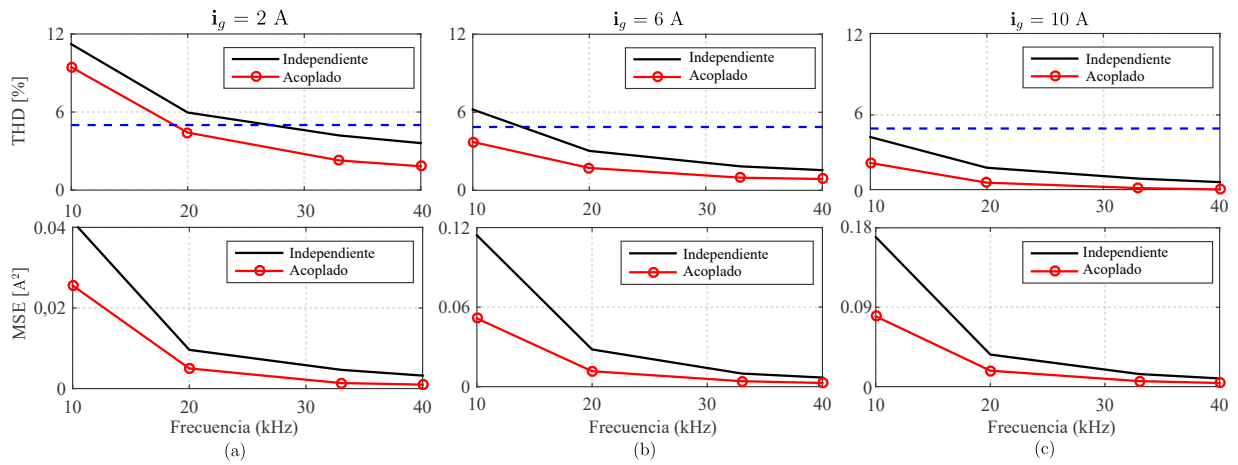 i_g = 2 A
12
6
0
THD [%]
Independiente
Acoplado
10
20
30
40
0.04
0.02
0
MSE [A²]
Independiente
Acoplado
10
20
30
40
Frecuencia (kHz)
(a)
i_g = 6 A
12
6
0
Independiente
Acoplado
10
20
30
40
0.12
0.06
0
Independiente
Acoplado
10
20
30
40
Frecuencia (kHz)
(b)
i_g = 10 A
12
6
0
Independiente
Acoplado
10
20
30
40
0.18
0.09
0
Independiente
Acoplado
10
20
30
40
Frecuencia (kHz)
(c)